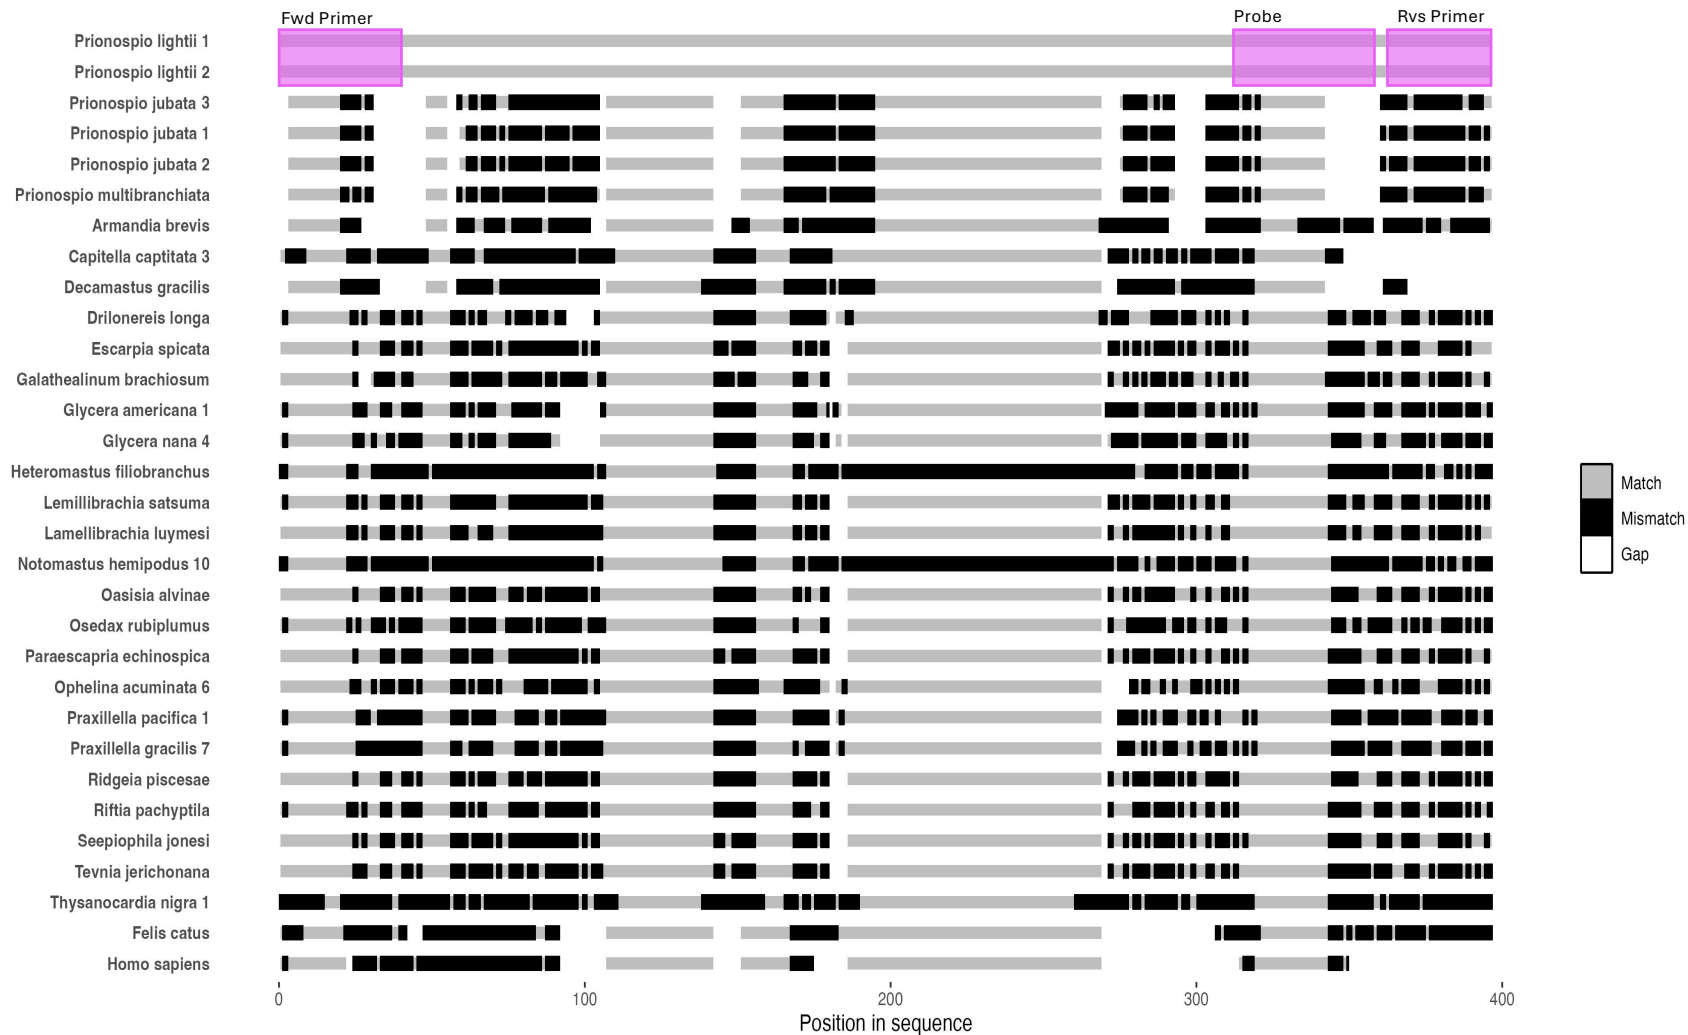 Fwd Primer
Probe
Rvs Primer
Prionospio lightii 1
Prionospio lightii 2
Prionospio jubata 3
Prionospio jubata 1
Prionospio jubata 2
Prionospio multibranchiata
Armandia brevis
Capitella captitata 3
Decamastus gracilis
Drilonereis longa
Escarpia spicata
Galathealinum brachiosum
Glycera americana 1
Glycera nana 4
Heteromastus filiobranchus
Lemillibrachia satsuma
Lamellibrachia luymesi
Notomastus hemipodus 10
Oasisia alvinae
Osedax rubiplumus
Paraescapria echinospica
Ophelina acuminata 6
Praxillella pacifica 1
Praxillella gracilis 7
Ridgeia piscesae
Riftia pachyptila
Seepiophila jonesi
Tevnia jerichonana
Thysanocardia nigra 1
Felis catus
Homo sapiens
Match
Mismatch
Gap
0 100 200 300 400
Position in sequence